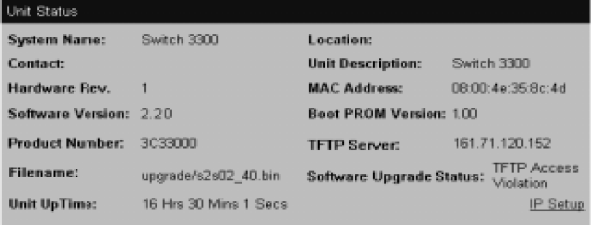 Unit Status
System Name: Switch 3300 Location:
Contact: Unit Description: Switch 3300
Hardware Rev. 1 MAC Address: 08:00:4e:35:8c:4d
Software Version: 2.20 Boot PROM Version: 1.00
Product Number: 3C33000 TFTP Server: 161.71.120.152
Filename: upgrade/s2s02_40.bin Software Upgrade Status: TFTP Access Violation
Unit UpTime: 16 Hrs 30 Mins 1 Secs IP Setup